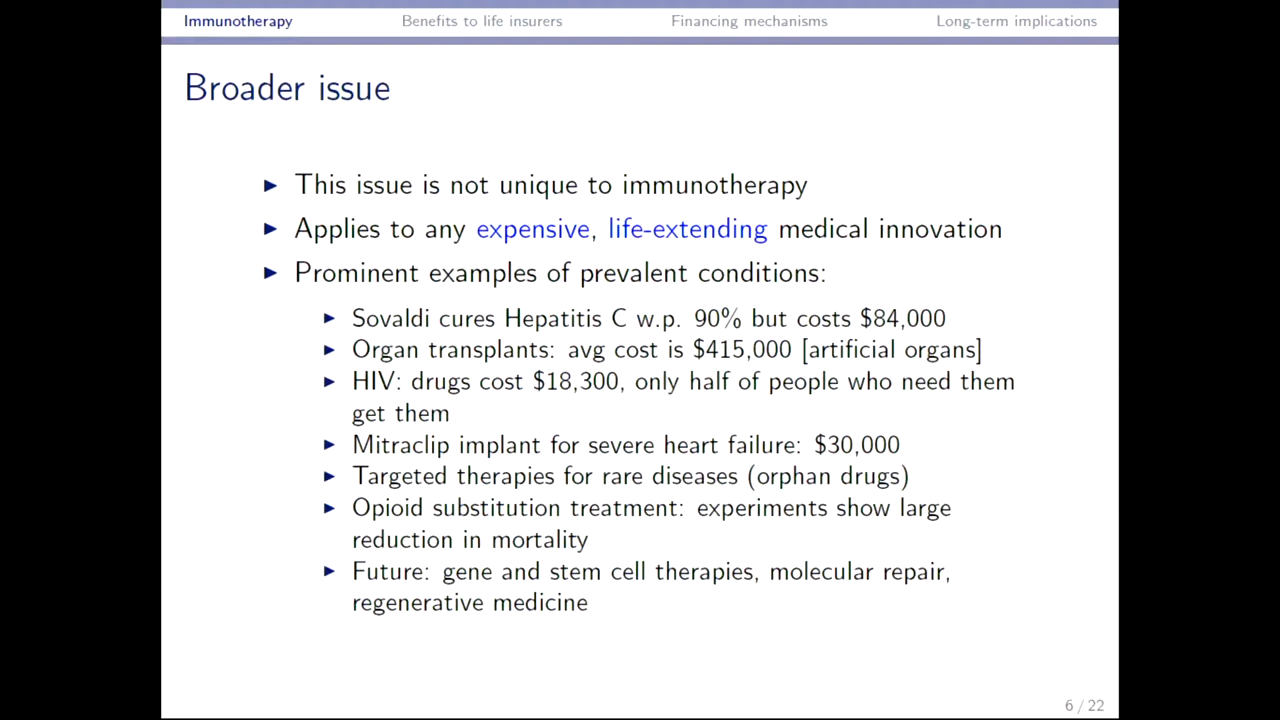 Immunotherapy Benefits to life insurers Financing mechanisms Long-term implications
Broader issue
This issue is not unique to immunotherapy
Applies to any expensive, life-extending medical innovation
Prominent examples of prevalent conditions:
Sovaldi cures Hepatitis C w.p. 90% but costs $84,000
Organ transplants: avg cost is $415,000 [artificial organs]
HIV: drugs cost $18,300, only half of people who need them
get them
Mitraclip implant for severe heart failure: $30,000
Targeted therapies for rare diseases (orphan drugs)
Opioid substitution treatment: experiments show large
reduction in mortality
Future: gene and stem cell therapies, molecular repair,
regenerative medicine
6 / 22